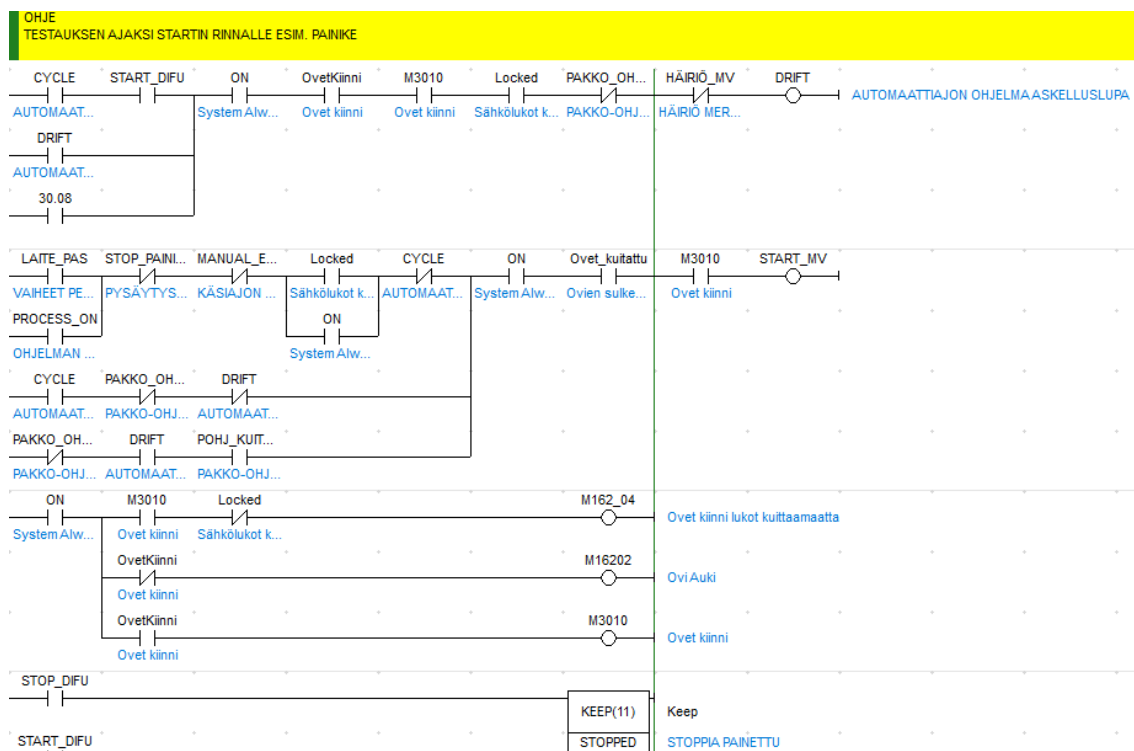 OHJE
TESTAUKSEN AJAKSI STARTIN RINNALLE ESIM. PAINIKE
CYCLE START_DIFU ON OvetKiinni M3010 Locked PAKKO_OH... HÄIRIÖ_MV DRIFT
AUTOMAAT... System Alw... Ovet kiinni Ovet kiinni Sähkölukot k... PAKKO-OHJ... HÄIRIÖ MER... AUTOMAATTIAJON OHJELMAASKELLUSLUPA
DRIFT
AUTOMAAT...
30.08
LAITE_PAS STOP_PAINI... MANUAL_E... Locked CYCLE ON Ovet_kuitattu M3010 START_MV
VAIHEET PE... PYSÄYTYS... KÄSIAJON ... Sähkölukot k... AUTOMAAT... System Alw... Ovien sulke... Ovet kiinni
PROCESS_ON ON
OHJELMAN ... System Alw...
CYCLE PAKKO_OH... DRIFT
AUTOMAAT... PAKKO-OHJ... AUTOMAAT...
PAKKO_OH... DRIFT POHJ_KUIT...
PAKKO-OHJ... AUTOMAAT... PAKKO-OHJ...
ON M3010 Locked M162_04
System Alw... Ovet kiinni Sähkölukot k... Ovet kiinni lukot kuittaamaatta
OvetKiinni M16202
Ovet kiinni Ovi Auki
OvetKiinni M3010
Ovet kiinni Ovet kiinni
STOP_DIFU
KEEP(11) Keep
START_DIFU STOPPED STOPPIA PAINETTU